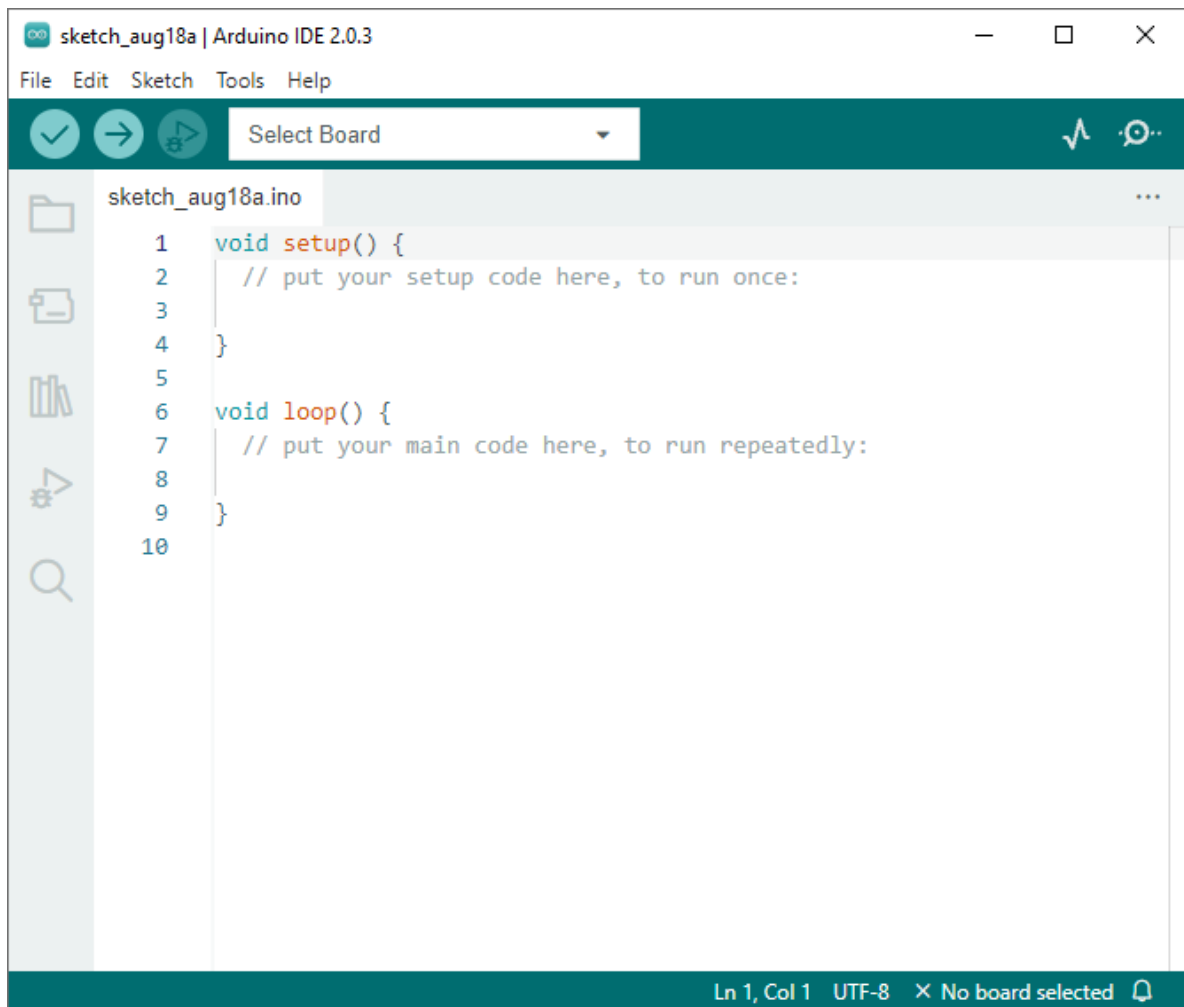 sketch_aug18a | Arduino IDE 2.0.3
File Edit Sketch Tools Help
Select Board
sketch_aug18a.ino
1 void setup() {
2 // put your setup code here, to run once:
3
4 }
5
6 void loop() {
7 // put your main code here, to run repeatedly:
8
9 }
10
Ln 1, Col 1 UTF-8 No board selected